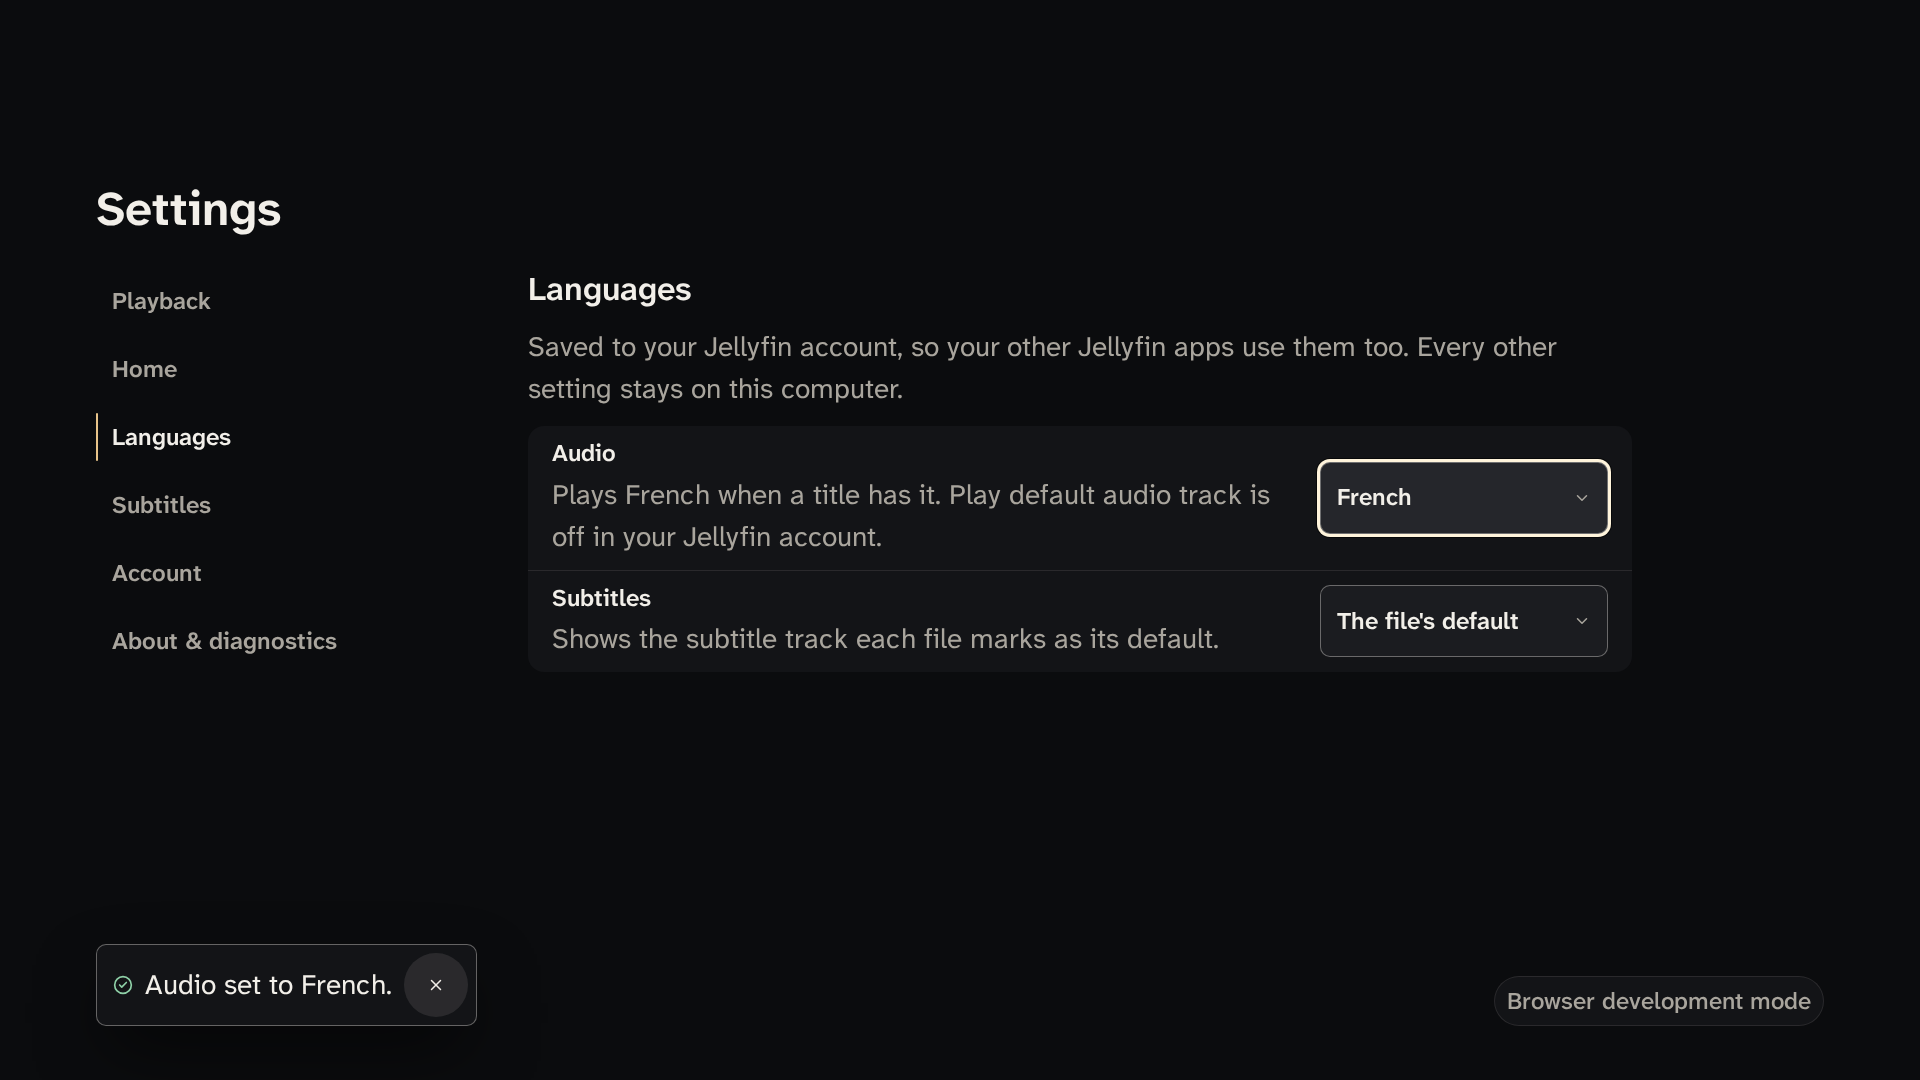 Settings
Playback
Home
Languages
Subtitles
Account
About & diagnostics
Languages
Saved to your Jellyfin account, so your other Jellyfin apps use them too. Every other
setting stays on this computer.
Audio
Plays French when a title has it. Play default audio track is
off in your Jellyfin account.
French
Subtitles
Shows the subtitle track each file marks as its default.
The file's default
Audio set to French.
Browser development mode